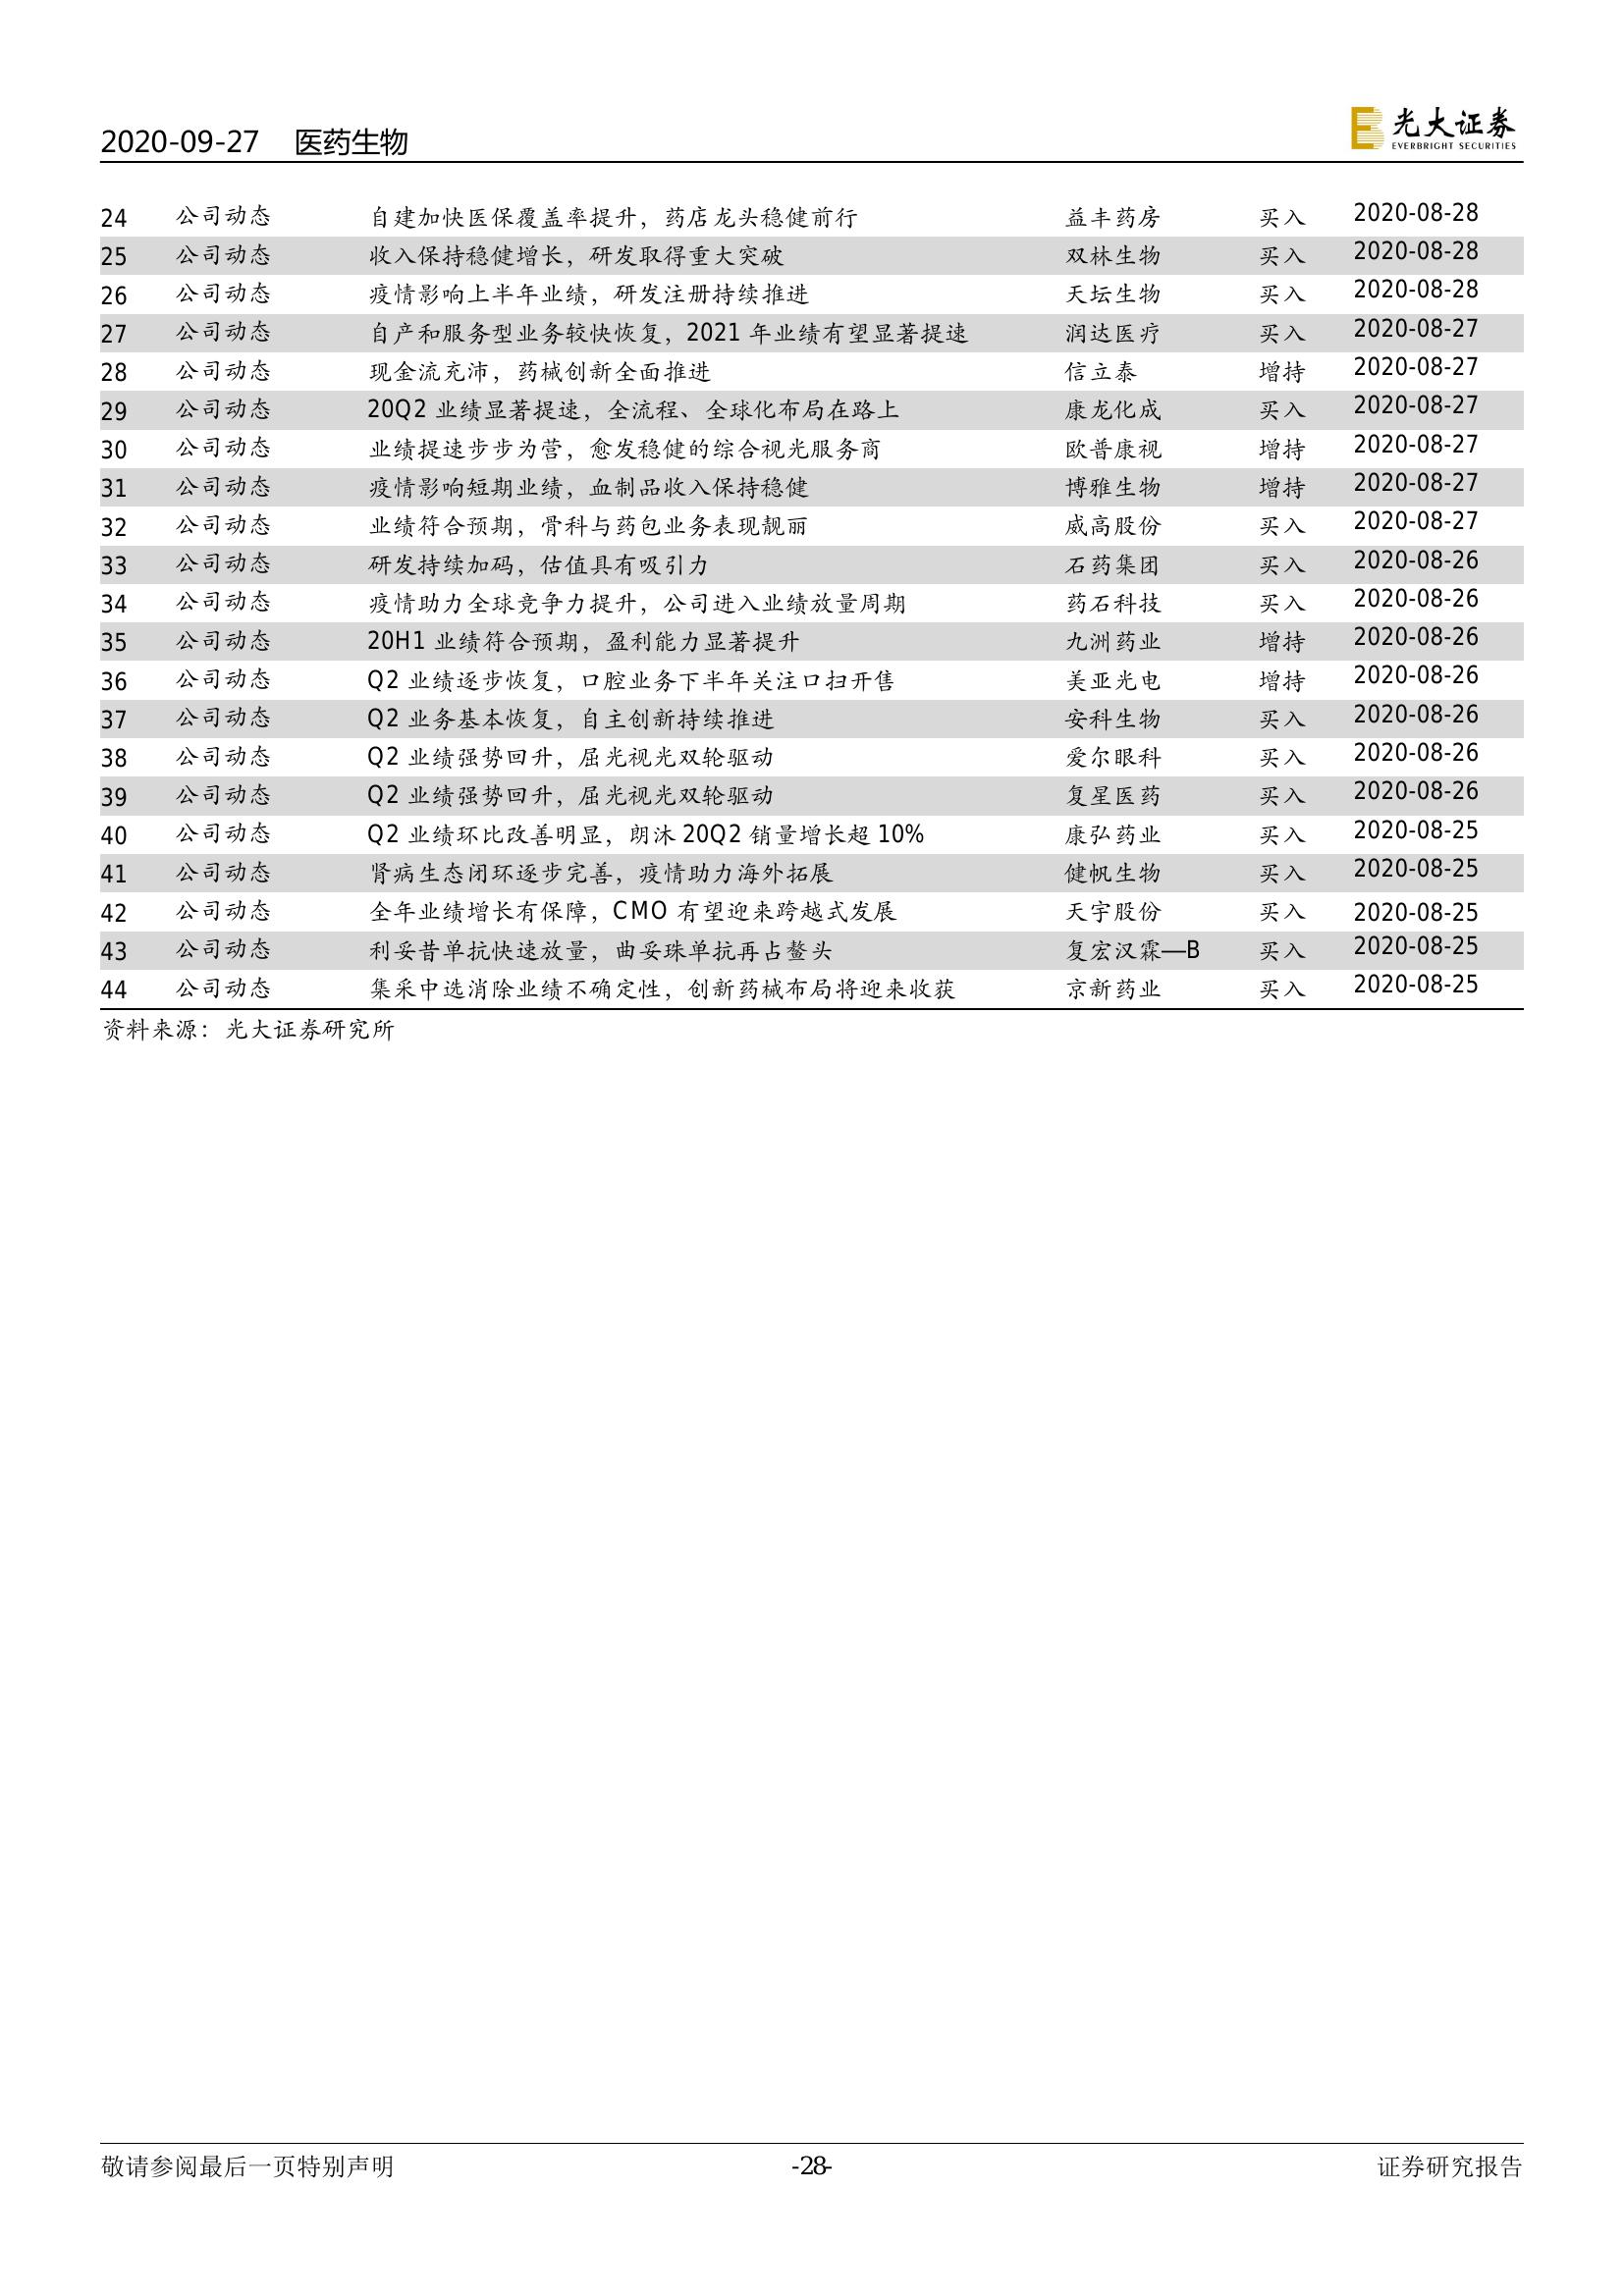 2020-09-27 医药生物
光大证券
EVERBRIGHT SECURITIES
24 公司动态 自建加快医保覆盖率提升，药店龙头稳健前行 益丰药房 买入 2020-08-28
25 公司动态 收入保持稳健增长，研发取得重大突破 双林生物 买入 2020-08-28
26 公司动态 疫情影响上半年业绩，研发注册持续推进 天坛生物 买入 2020-08-28
27 公司动态 自产和服务型业务较快恢复，2021 年业绩有望显著提速 润达医疗 买入 2020-08-27
28 公司动态 现金流充沛，药械创新全面推进 信立泰 增持 2020-08-27
29 公司动态 20Q2 业绩显著提速，全流程、全球化布局在路上 康龙化成 买入 2020-08-27
30 公司动态 业绩提速步步为营，愈发稳健的综合视光服务商 欧普康视 增持 2020-08-27
31 公司动态 疫情影响短期业绩，血制品收入保持稳健 博雅生物 增持 2020-08-27
32 公司动态 业绩符合预期，骨科与药包业务表现靓丽 威高股份 买入 2020-08-27
33 公司动态 研发持续加码，估值具有吸引力 石药集团 买入 2020-08-26
34 公司动态 疫情助力全球竞争力提升，公司进入业绩放量周期 药石科技 买入 2020-08-26
35 公司动态 20H1 业绩符合预期，盈利能力显著提升 九洲药业 增持 2020-08-26
36 公司动态 Q2 业绩逐步恢复，口腔业务下半年关注口扫开售 美亚光电 增持 2020-08-26
37 公司动态 Q2 业务基本恢复，自主创新持续推进 安科生物 买入 2020-08-26
38 公司动态 Q2 业绩强势回升，屈光视光双轮驱动 爱尔眼科 买入 2020-08-26
39 公司动态 Q2 业绩强势回升，屈光视光双轮驱动 复星医药 买入 2020-08-26
40 公司动态 Q2 业绩环比改善明显，朗沐 20Q2 销量增长超 10% 康弘药业 买入 2020-08-25
41 公司动态 肾病生态闭环逐步完善，疫情助力海外拓展 健帆生物 买入 2020-08-25
42 公司动态 全年业绩增长有保障，CMO 有望迎来跨越式发展 天宇股份 买入 2020-08-25
43 公司动态 利妥昔单抗快速放量，曲妥珠单抗再占鳌头 复宏汉霖—B 买入 2020-08-25
44 公司动态 集采中选消除业绩不确定性，创新药械布局将迎来收获 京新药业 买入 2020-08-25
资料来源：光大证券研究所
敬请参阅最后一页特别声明 -28- 证券研究报告